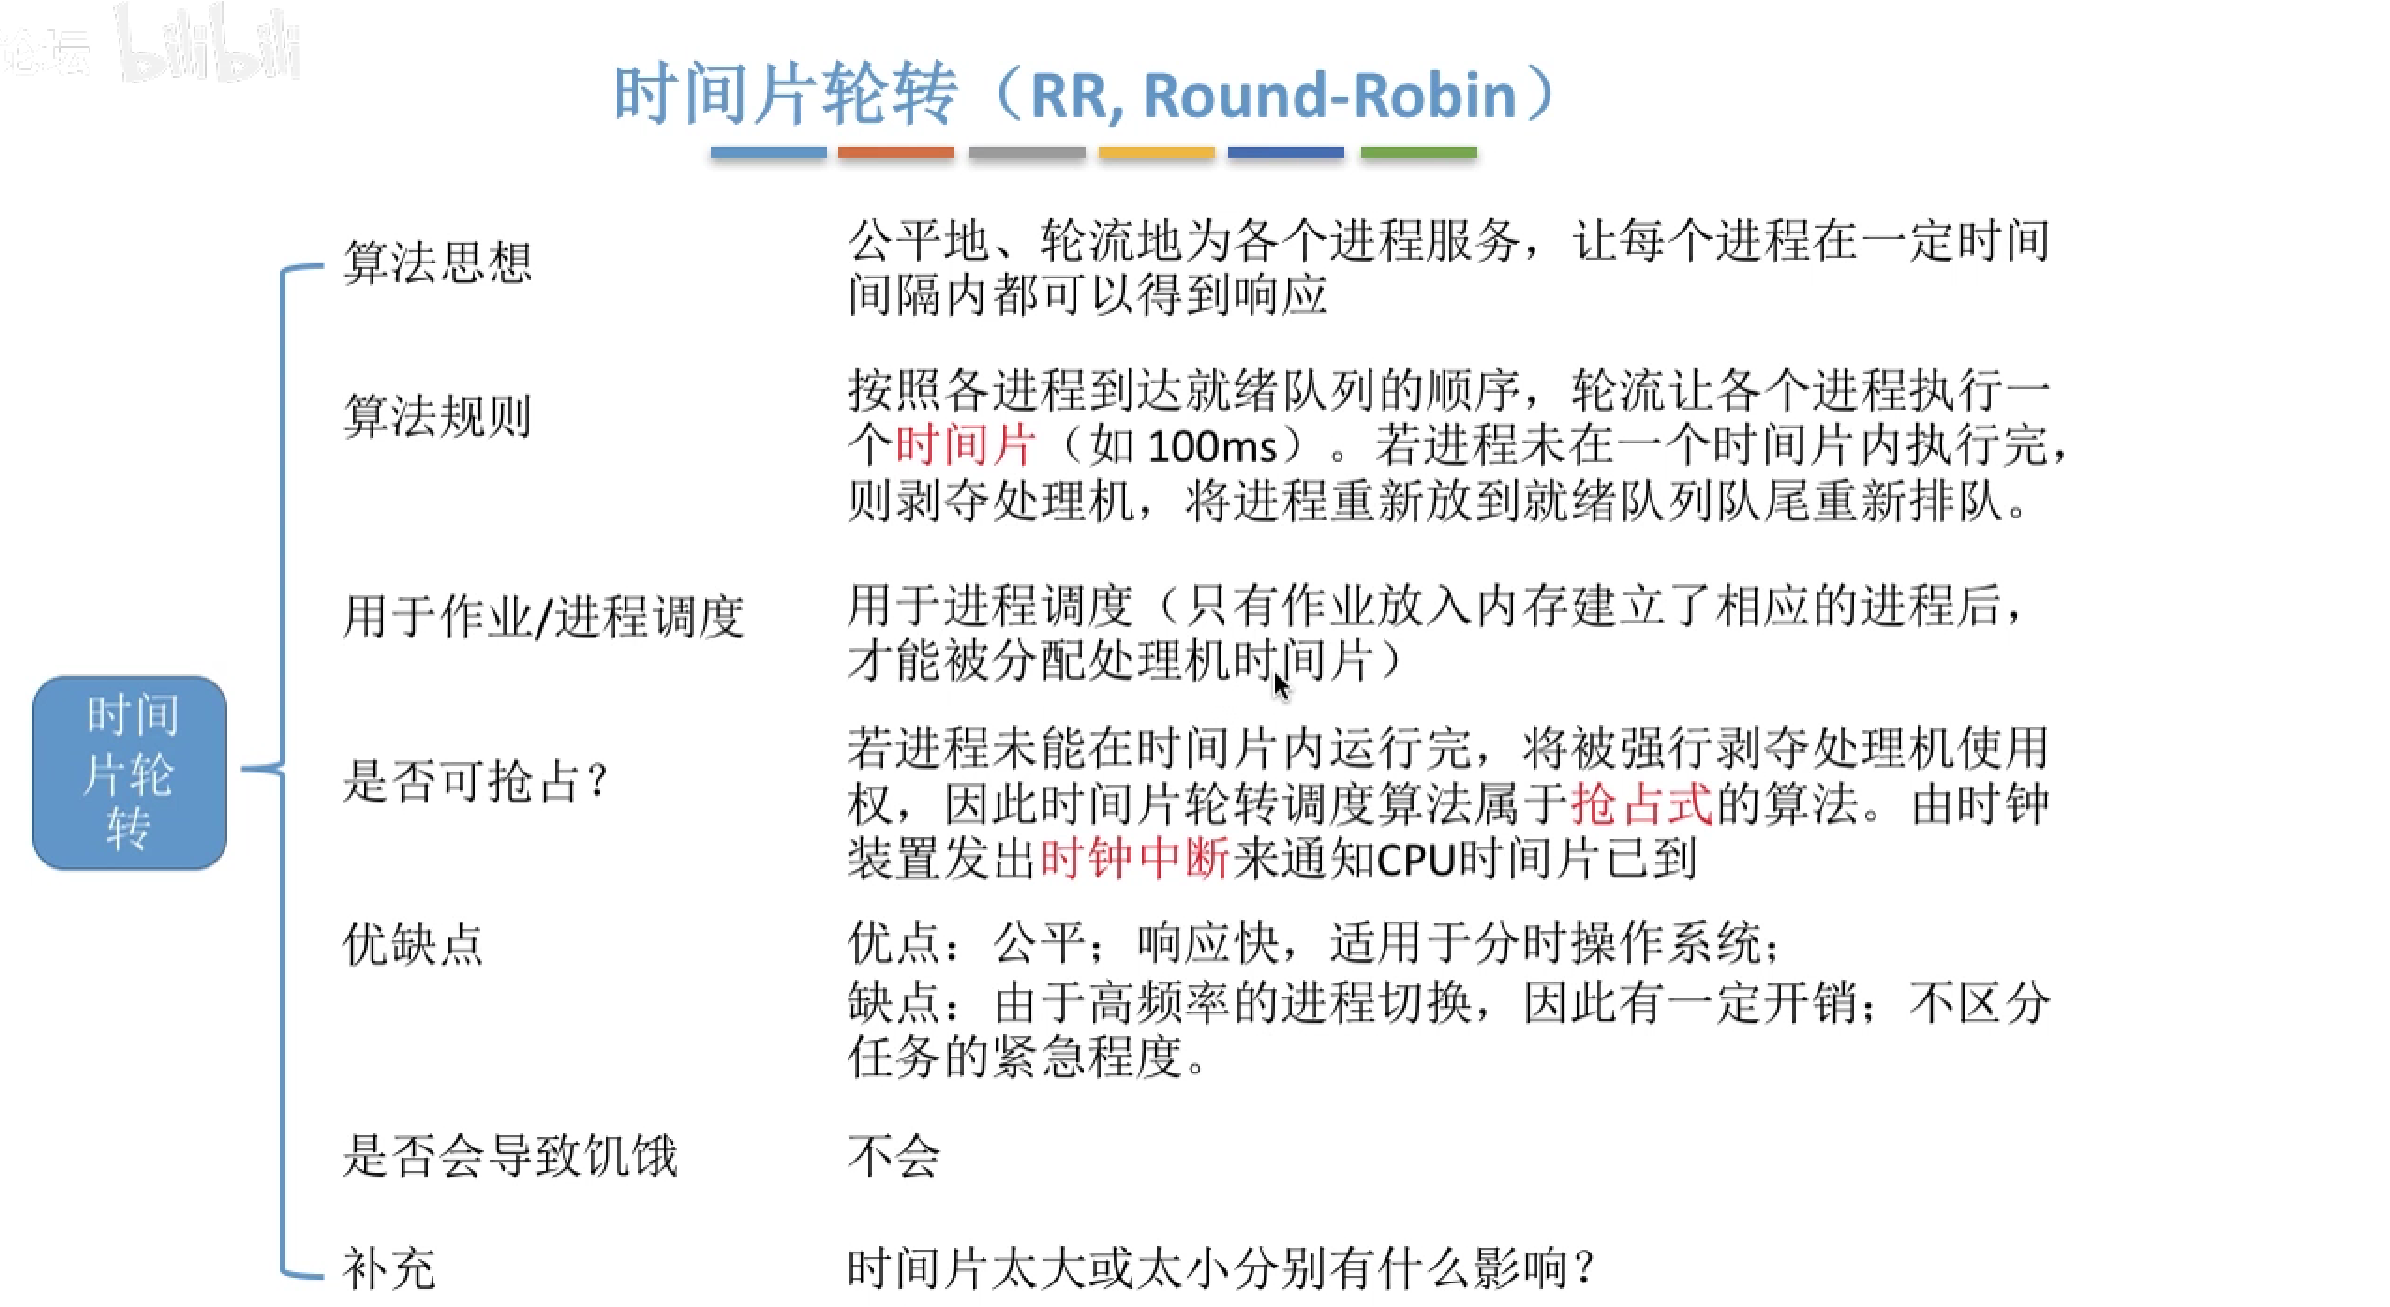 论坛 bilibili
时间片轮转（RR, Round-Robin）
算法思想
公平地、轮流地为各个进程服务，让每个进程在一定时间
间隔内都可以得到响应
算法规则
按照各进程到达就绪队列的顺序，轮流让各个进程执行一
个时间片（如 100ms）。若进程未在一个时间片内执行完，
则剥夺处理机，将进程重新放到就绪队列队尾重新排队。
用于作业/进程调度
用于进程调度（只有作业放入内存建立了相应的进程后，
才能被分配处理机时间片）
时间
片轮
转
是否可抢占？
若进程未能在时间片内运行完，将被强行剥夺处理机使用
权，因此时间片轮转调度算法属于抢占式的算法。由时钟
装置发出时钟中断来通知CPU时间片已到
优缺点
优点：公平；响应快，适用于分时操作系统；
缺点：由于高频率的进程切换，因此有一定开销；不区分
任务的紧急程度。
是否会导致饥饿
不会
补充
时间片太大或太小分别有什么影响？